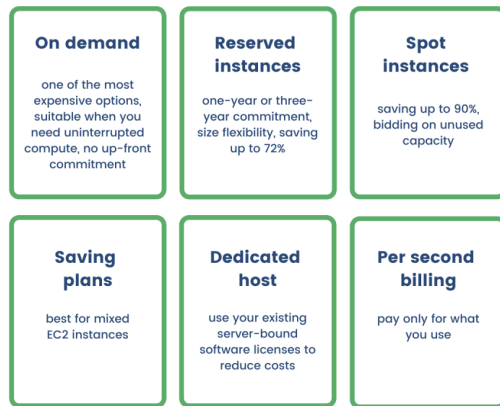 On demand
one of the most
expensive options,
suitable when you
need uninterrupted
compute, no up-front
commitment
Reserved
instances
one-year or three-
year commitment,
size flexibility, saving
up to 72%
Spot
instances
saving up to 90%,
bidding on unused
capacity
Saving
plans
best for mixed
EC2 instances
Dedicated
host
use your existing
server-bound
software licenses to
reduce costs
Per second
billing
pay only for what
you use